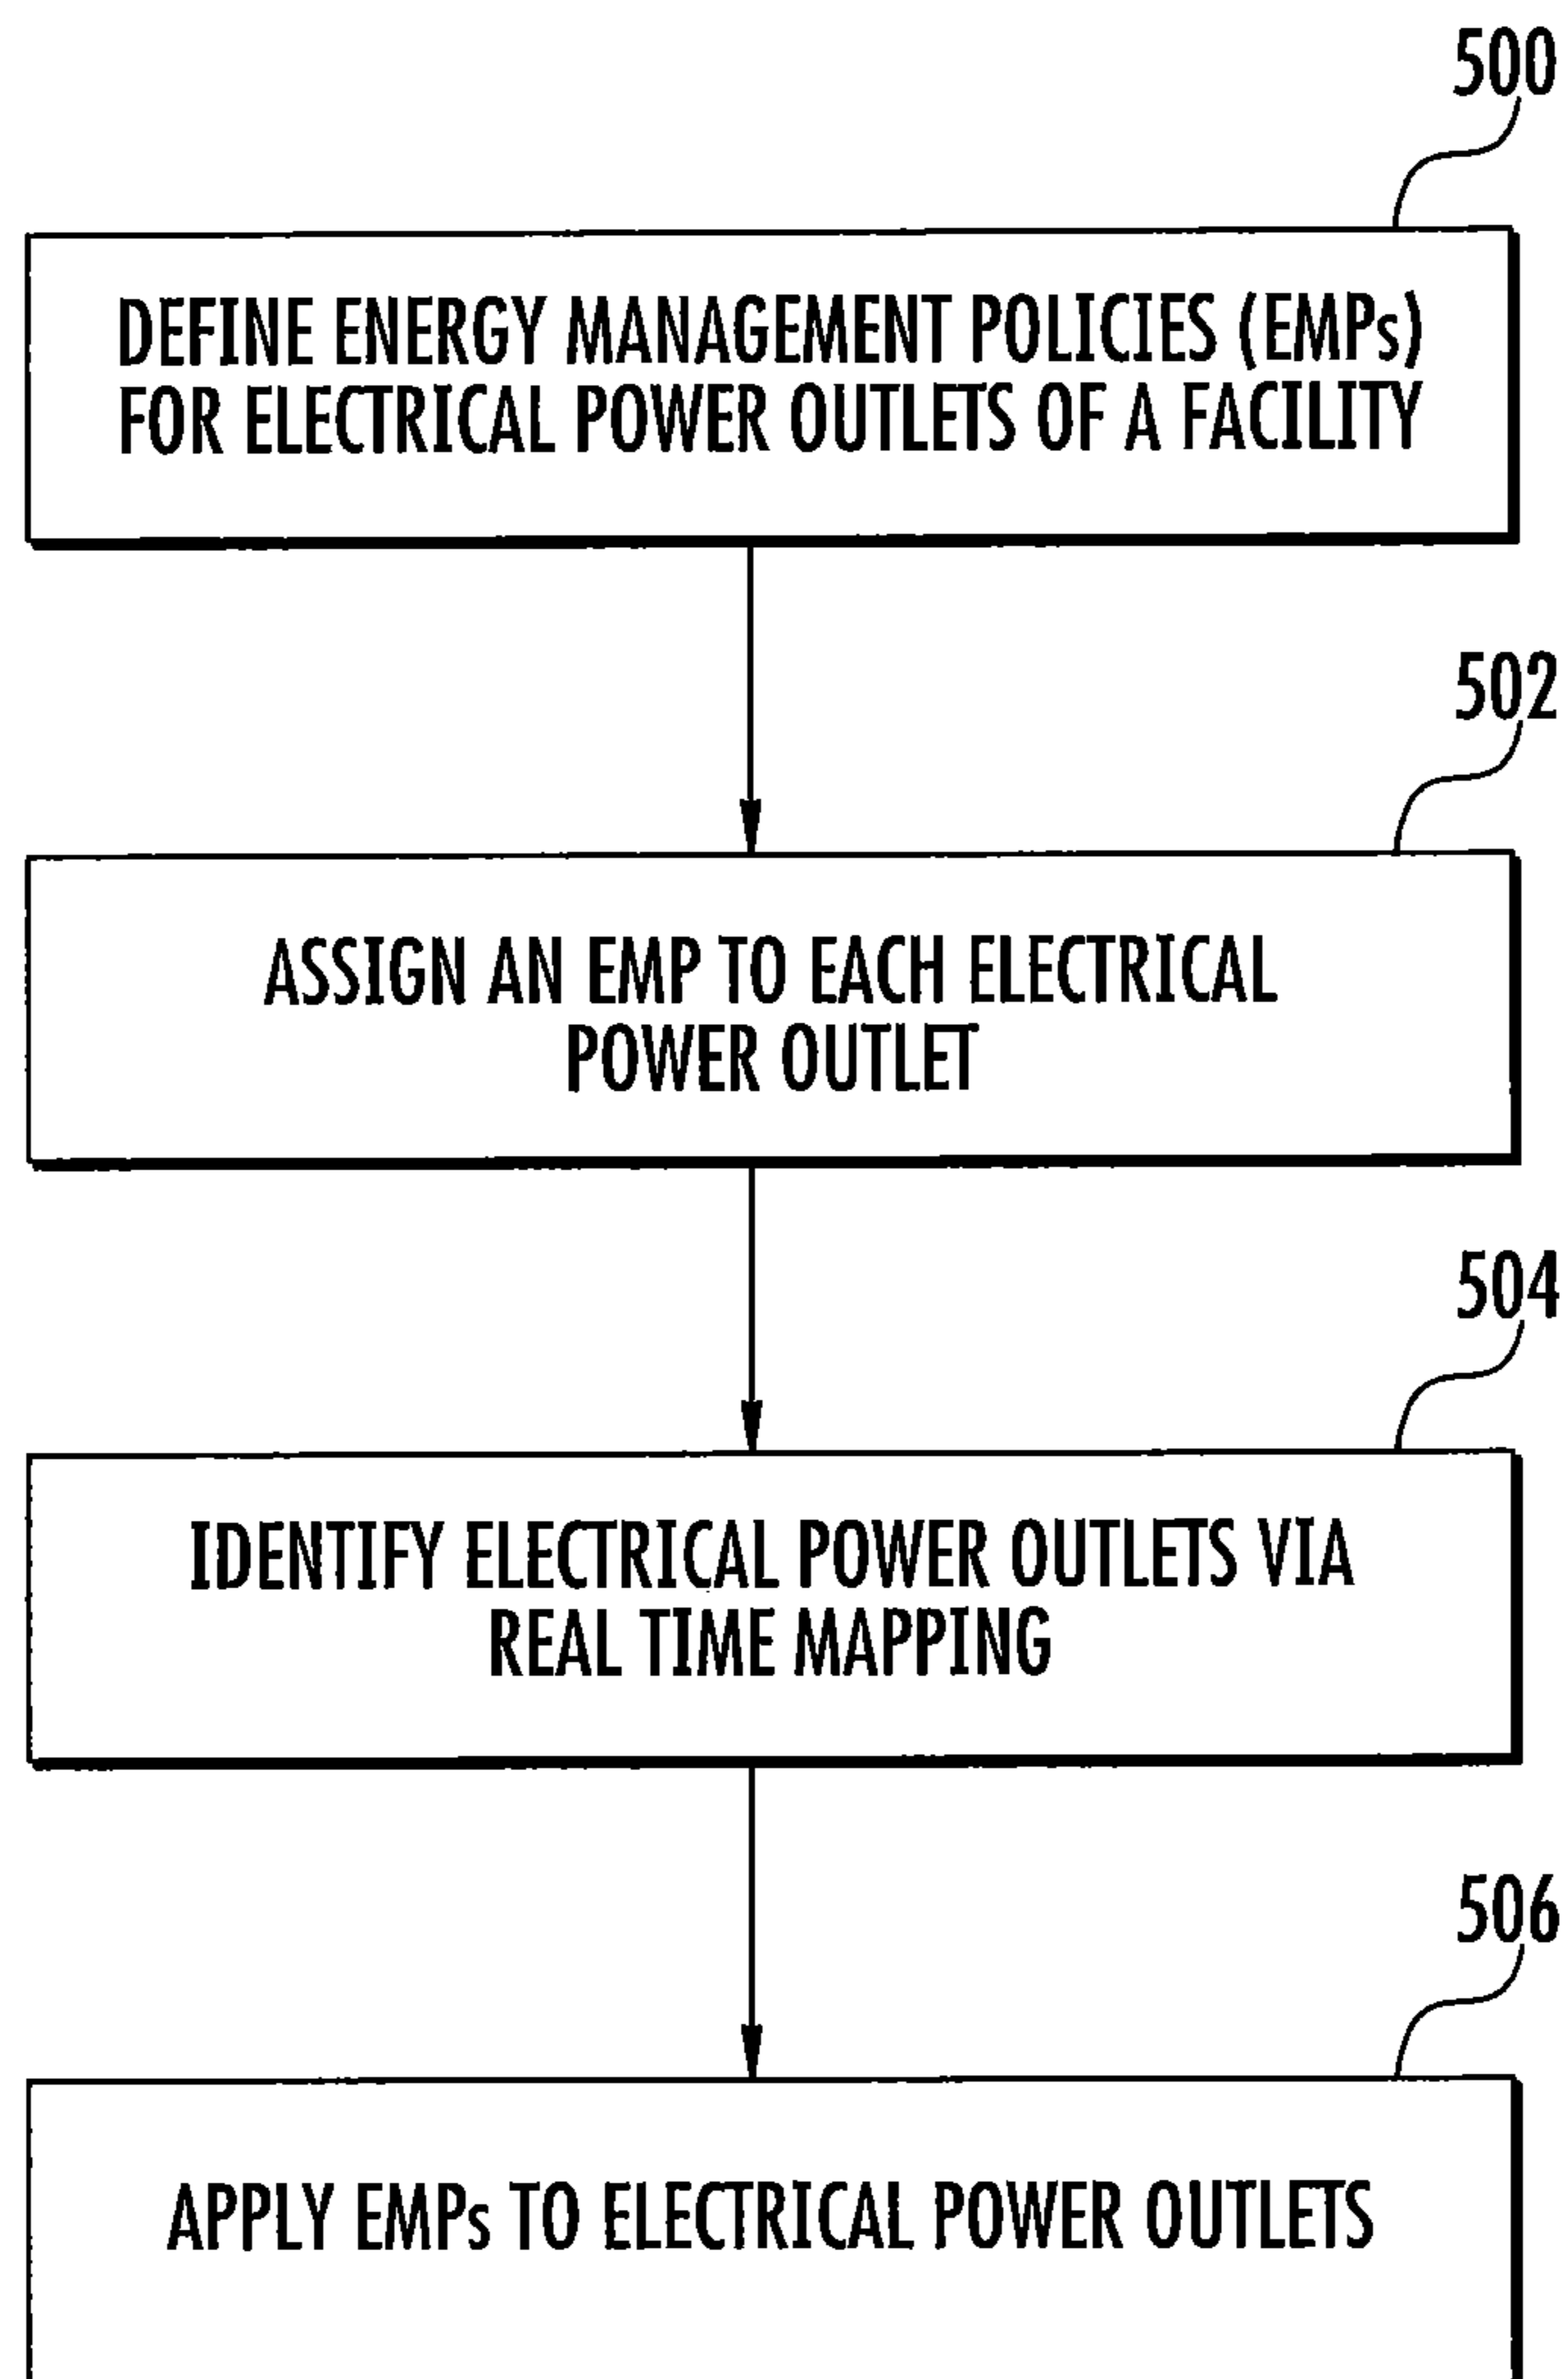 500
DEFINE ENERGY MANAGEMENT POLICIES (EMPs)
FOR ELECTRICAL POWER OUTLETS OF A FACILITY
502
ASSIGN AN EMP TO EACH ELECTRICAL
POWER OUTLET
504
IDENTIFY ELECTRICAL POWER OUTLETS VIA
REAL TIME MAPPING
506
APPLY EMPs TO ELECTRICAL POWER OUTLETS